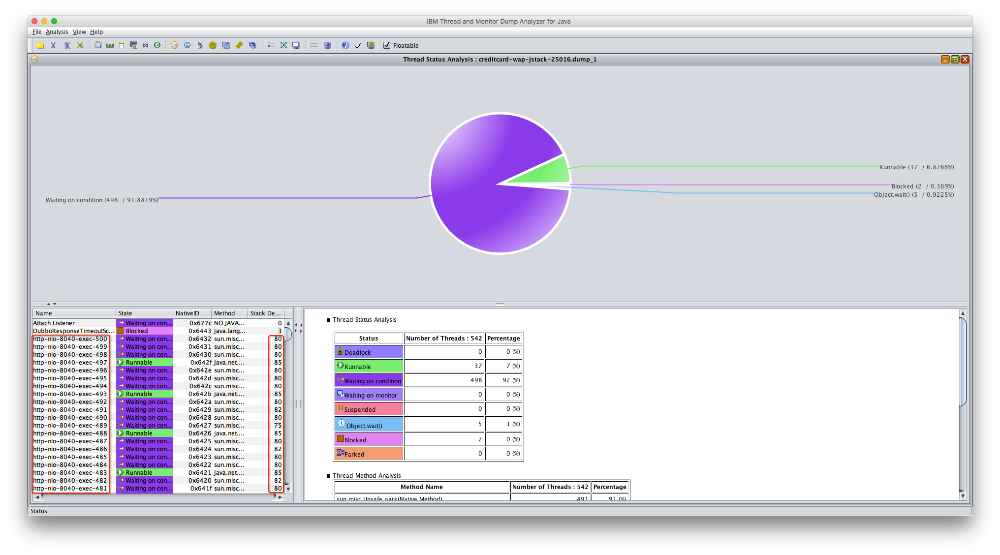 IBM Thread and Monitor Dump Analyzer for Java
File Analysis View Help
Floatable
Thread Status Analysis : creditcard-wap-jstack-25016.dump_1
Runnable (37 / 6.8266%)
Blocked (2 / 0.369%)
Object.wait() (5 / 0.9225%)
Waiting on condition (498 / 91.8819%)
Name State NativeID Method Stack De...
Attach Listener Waiting on con... 0x677c NO JAVA... 0
DubboResponseTimeoutSc... Blocked 0x6443 java.lang... 3
http-nio-8040-exec-500 Waiting on con... 0x6432 sun.misc... 80
http-nio-8040-exec-499 Waiting on con... 0x6431 sun.misc... 80
http-nio-8040-exec-498 Waiting on con... 0x6430 sun.misc... 80
http-nio-8040-exec-497 Runnable 0x642f java.net.... 85
http-nio-8040-exec-496 Waiting on con... 0x642e sun.misc... 80
http-nio-8040-exec-495 Waiting on con... 0x642d sun.misc... 80
http-nio-8040-exec-494 Waiting on con... 0x642c sun.misc... 80
http-nio-8040-exec-493 Runnable 0x642b java.net.... 85
http-nio-8040-exec-492 Waiting on con... 0x642a sun.misc... 80
http-nio-8040-exec-491 Waiting on con... 0x6429 sun.misc... 82
http-nio-8040-exec-490 Waiting on con... 0x6428 sun.misc... 80
http-nio-8040-exec-489 Waiting on con... 0x6427 sun.misc... 75
http-nio-8040-exec-488 Runnable 0x6426 java.net.... 85
http-nio-8040-exec-487 Waiting on con... 0x6425 sun.misc... 80
http-nio-8040-exec-486 Waiting on con... 0x6424 sun.misc... 82
http-nio-8040-exec-485 Waiting on con... 0x6423 sun.misc... 80
http-nio-8040-exec-484 Waiting on con... 0x6422 sun.misc... 80
http-nio-8040-exec-483 Runnable 0x6421 java.net.... 85
http-nio-8040-exec-482 Waiting on con... 0x6420 sun.misc... 82
http-nio-8040-exec-481 Waiting on con... 0x641f sun.misc... 80
Thread Status Analysis
Status Number of Threads : 542 Percentage
Deadlock 0 0 (%)
Runnable 37 7 (%)
Waiting on condition 498 92 (%)
Waiting on monitor 0 0 (%)
Suspended 0 0 (%)
Object.wait() 5 1 (%)
Blocked 2 0 (%)
Parked 0 0 (%)
Thread Method Analysis
Method Name Number of Threads : 542 Percentage
sun.misc.Unsafe.park(Native Method) 491 91 (%)
Status